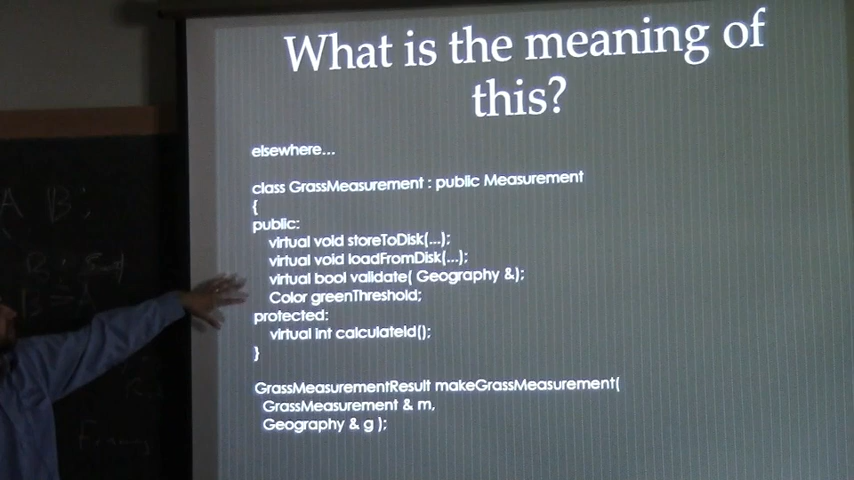 What is the meaning of
this?
elsewhere...
class GrassMeasurement : public Measurement
{
public:
virtual void storeToDisk(...);
virtual void loadFromDisk(...);
virtual bool validate( Geography &);
Color greenThreshold;
protected:
virtual int calculateId();
}
GrassMeasurementResult makeGrassMeasurement(
GrassMeasurement & m,
Geography & g );
A B;